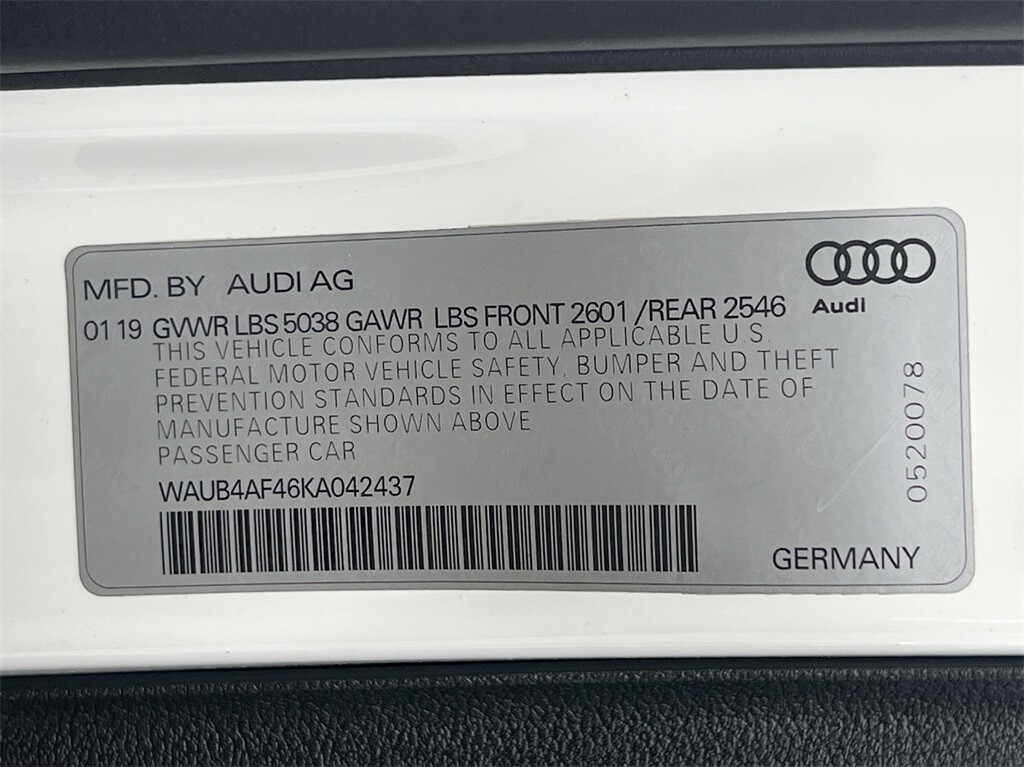 MFD. BY AUDI AG
Audi
01 19 GVWR LBS 5038 GAWR LBS FRONT 2601 /REAR 2546
THIS VEHICLE CONFORMS TO ALL APPLICABLE U.S.
FEDERAL MOTOR VEHICLE SAFETY, BUMPER AND THEFT
PREVENTION STANDARDS IN EFFECT ON THE DATE OF
MANUFACTURE SHOWN ABOVE
PASSENGER CAR
WAUB4AF46KA042437
0520078
GERMANY